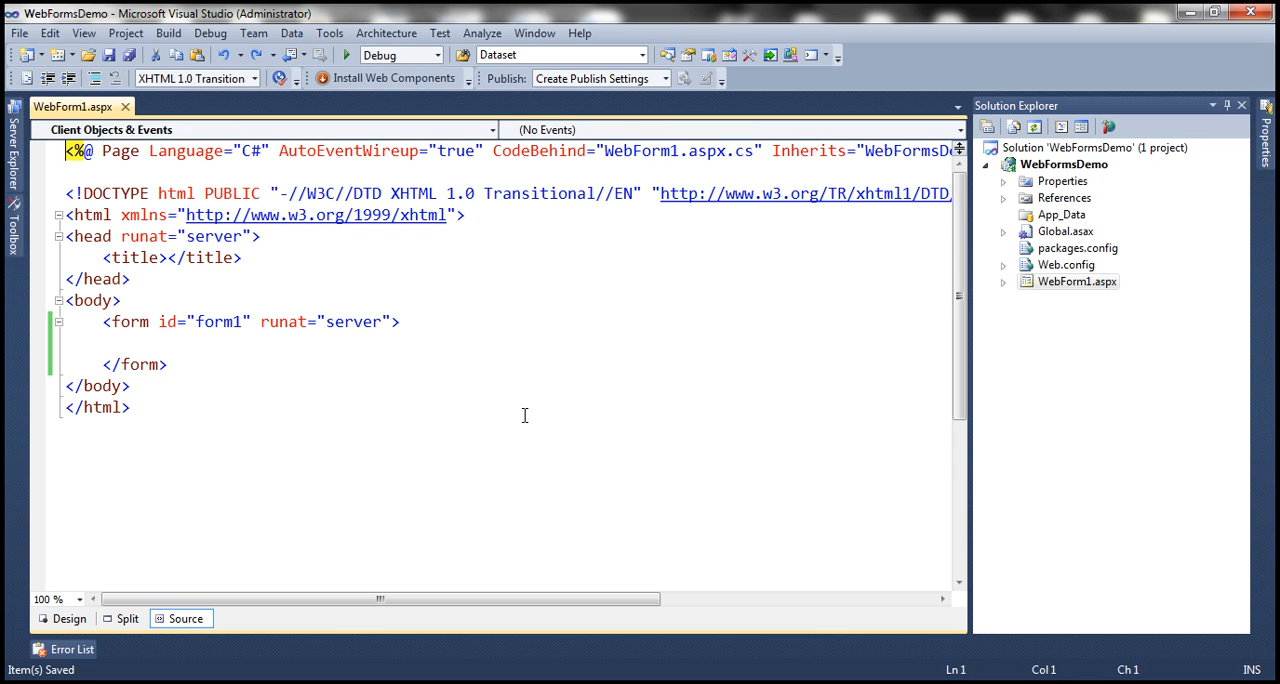 WebFormsDemo - Microsoft Visual Studio (Administrator)
File Edit View Project Build Debug Team Data Tools Architecture Test Analyze Window Help
Debug Dataset
XHTML 1.0 Transition Install Web Components Publish: Create Publish Settings
WebForm1.aspx
Client Objects & Events (No Events)
<%@ Page Language="C#" AutoEventWireup="true" CodeBehind="WebForm1.aspx.cs" Inherits="WebFormsD
<!DOCTYPE html PUBLIC "-//W3C//DTD XHTML 1.0 Transitional//EN" "http://www.w3.org/TR/xhtml1/DTD/
<html xmlns="http://www.w3.org/1999/xhtml">
<head runat="server">
<title></title>
</head>
<body>
<form id="form1" runat="server">
</form>
</body>
</html>
100 %
Design Split Source
Server Explorer
Toolbox
Solution Explorer
Solution 'WebFormsDemo' (1 project)
WebFormsDemo
Properties
References
App_Data
Global.asax
packages.config
Web.config
WebForm1.aspx
Properties
Error List
Item(s) Saved Ln 1 Col 1 Ch 1 INS